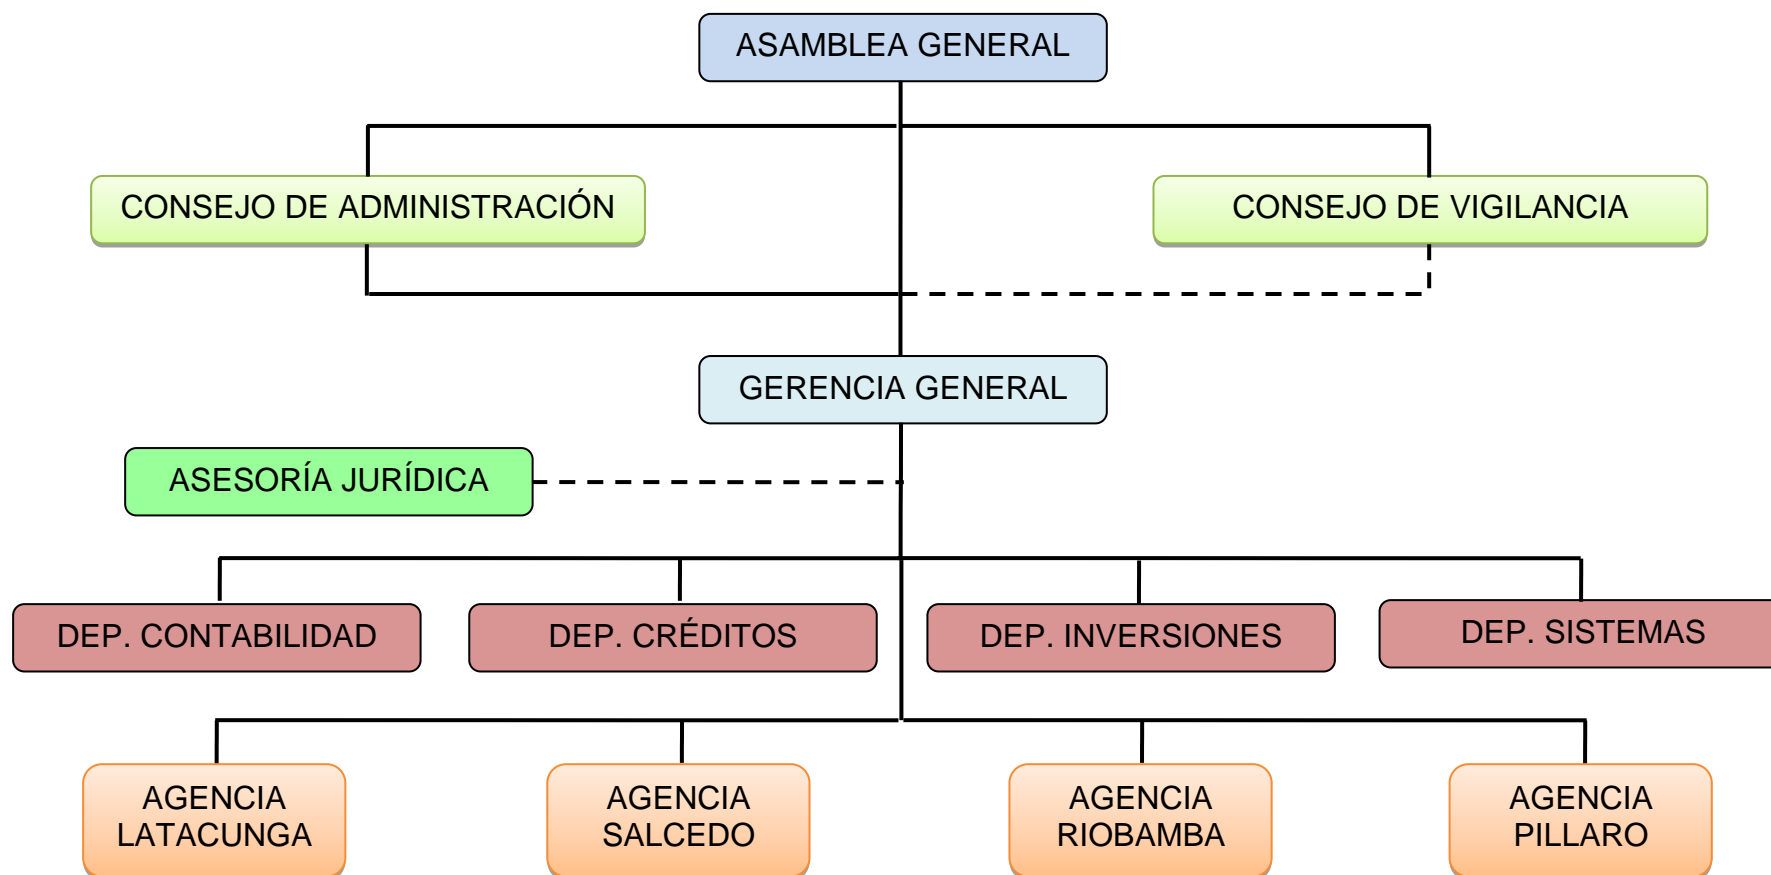 ASAMBLEA GENERAL
CONSEJO DE ADMINISTRACIÓN
CONSEJO DE VIGILANCIA
GERENCIA GENERAL
ASESORÍA JURÍDICA
DEP. CONTABILIDAD
DEP. CRÉDITOS
DEP. INVERSIONES
DEP. SISTEMAS
AGENCIA
LATACUNGA
AGENCIA
SALCEDO
AGENCIA
RIOBAMBA
AGENCIA
PILLARO